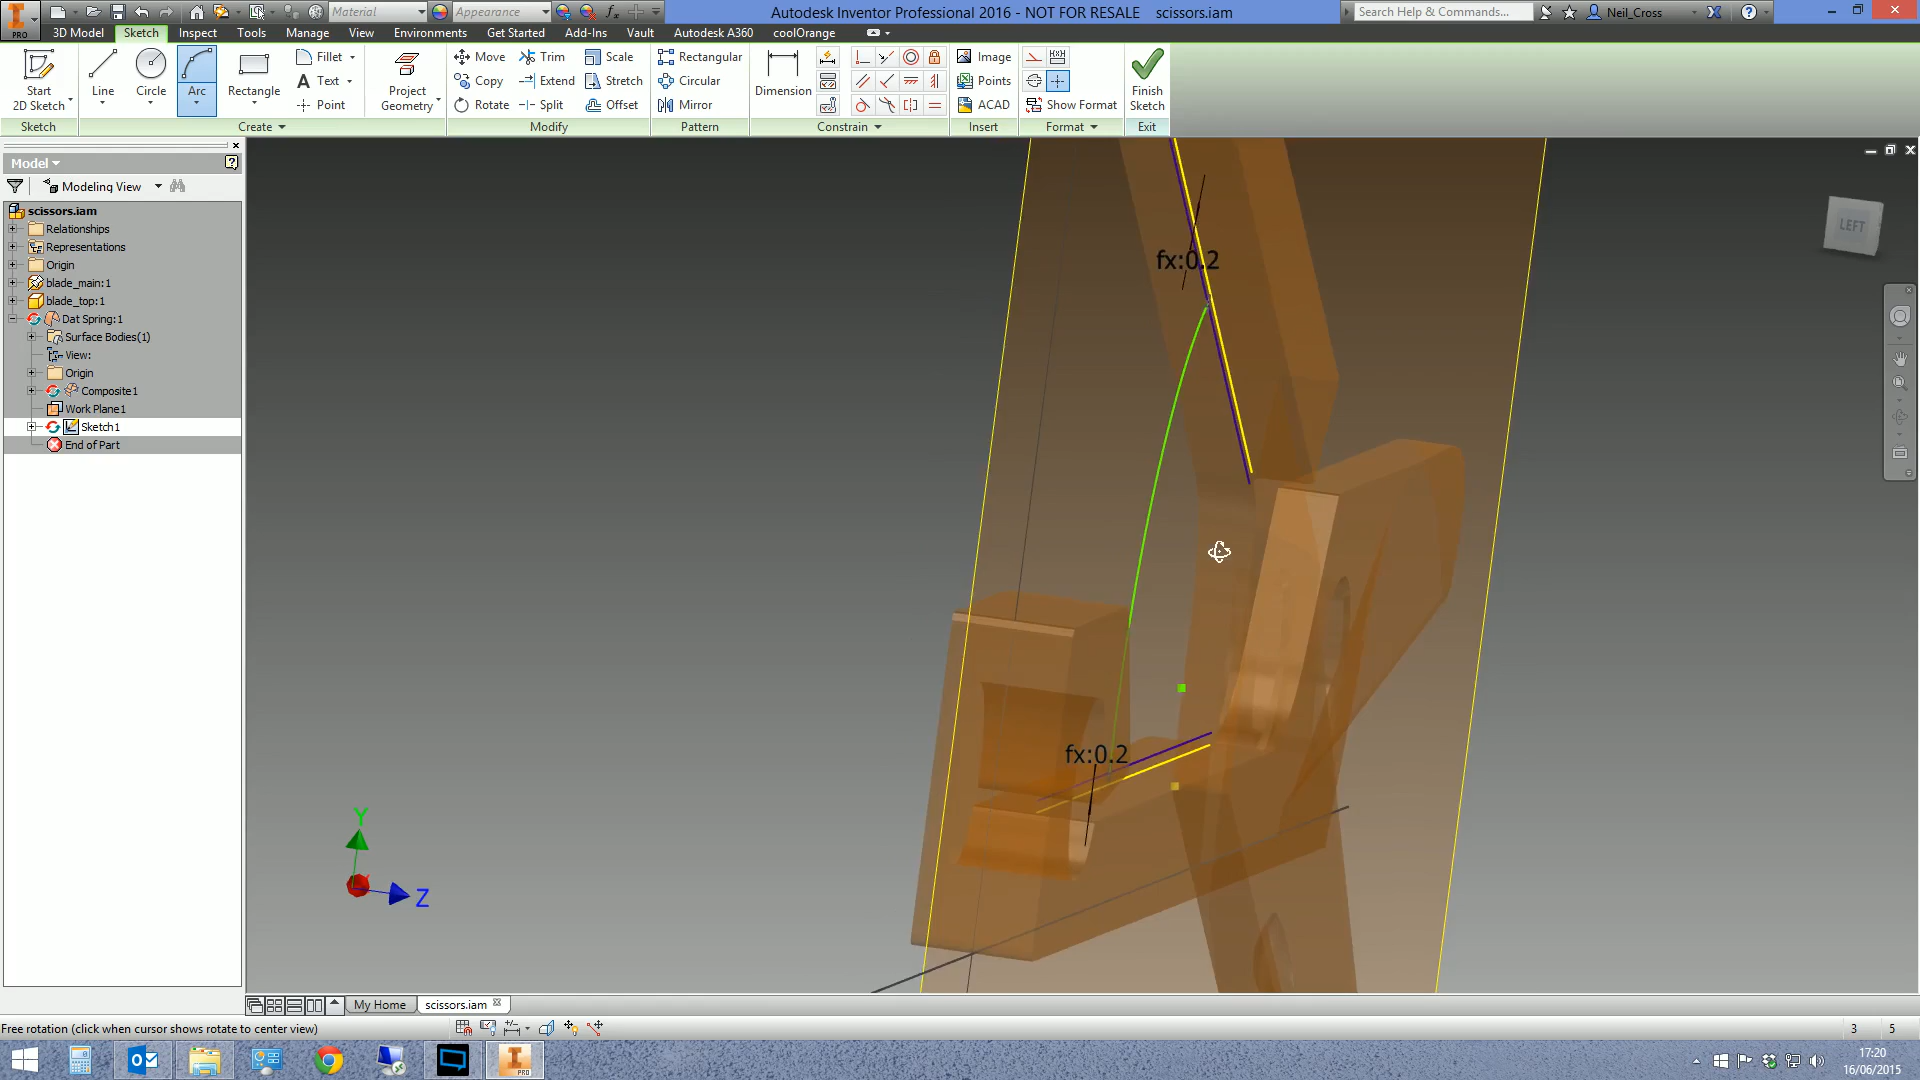 Material
Appearance
Autodesk Inventor Professional 2016 - NOT FOR RESALE scissors.iam
Search Help & Commands...
Neil_Cross
PRO
3D Model
Sketch
Inspect
Tools
Manage
View
Environments
Get Started
Add-Ins
Vault
Autodesk A360
coolOrange
Start
2D Sketch
Line
Circle
Arc
Rectangle
Fillet
Text
Point
Project
Geometry
Move
Copy
Rotate
Trim
Extend
Split
Scale
Stretch
Offset
Rectangular
Circular
Mirror
Dimension
Image
Points
ACAD
Show Format
Finish
Sketch
Sketch
Create
Modify
Pattern
Constrain
Insert
Format
Exit
Model
Modeling View
scissors.iam
Relationships
Representations
Origin
blade_main:1
blade_top:1
Dat Spring:1
Surface Bodies(1)
View:
Origin
Composite1
Work Plane1
Sketch1
End of Part
fx:0.2
fx:0.2
LEFT
Y
Z
My Home
scissors.iam
Free rotation (click when cursor shows rotate to center view)
3 5
PRO
17:20
16/06/2015